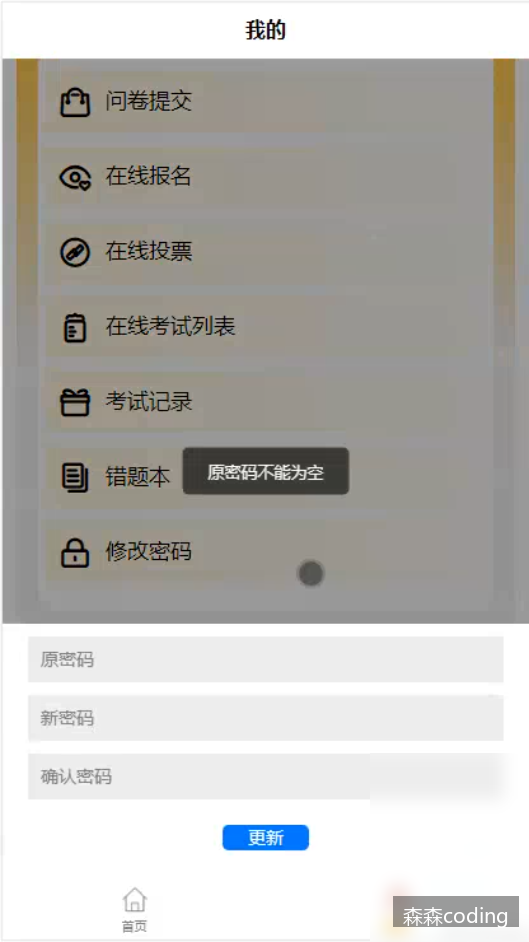 我的
问卷提交
在线报名
在线投票
在线考试列表
考试记录
错题本
原密码不能为空
修改密码
原密码
新密码
确认密码
更新
首页
森森coding